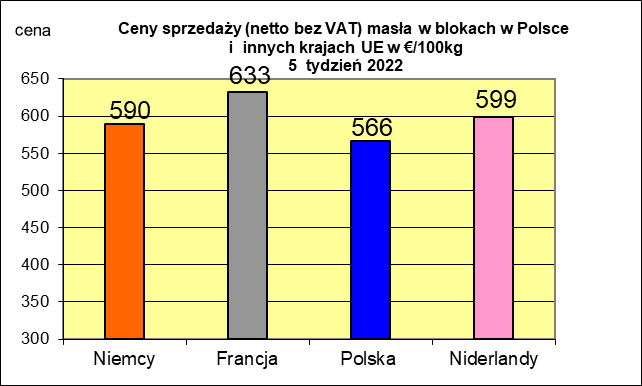 cena
Ceny sprzedaży (netto bez VAT) masła w blokach w Polsce
i innych krajach UE w €/100kg
5 tydzień 2022
650
600
550
500
450
400
350
300
590
633
566
599
Niemcy
Francja
Polska
Niderlandy